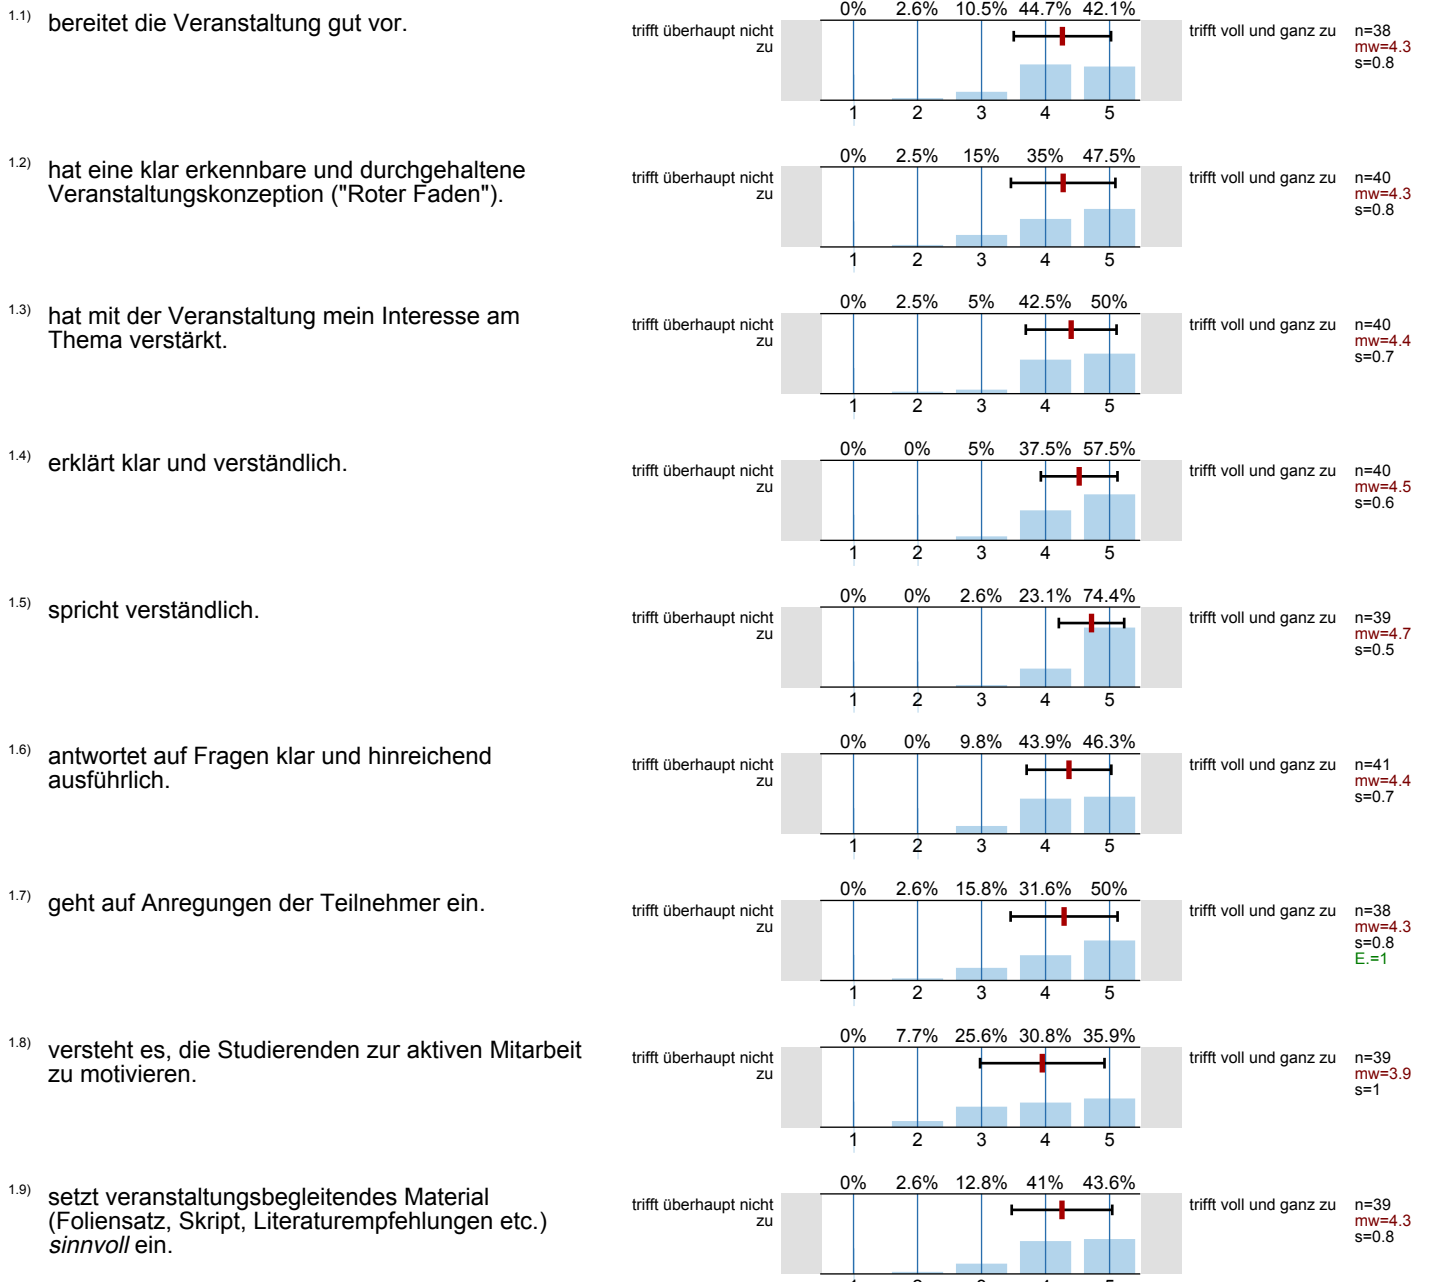 1.1) bereitet die Veranstaltung gut vor.
0% 2.6% 10.5% 44.7% 42.1%
trifft überhaupt nicht
zu
trifft voll und ganz zu
n=38
mw=4.3
s=0.8
1 2 3 4 5
1.2) hat eine klar erkennbare und durchgehaltene
Veranstaltungskonzeption ("Roter Faden").
0% 2.5% 15% 35% 47.5%
trifft überhaupt nicht
zu
trifft voll und ganz zu
n=40
mw=4.3
s=0.8
1 2 3 4 5
1.3) hat mit der Veranstaltung mein Interesse am
Thema verstärkt.
0% 2.5% 5% 42.5% 50%
trifft überhaupt nicht
zu
trifft voll und ganz zu
n=40
mw=4.4
s=0.7
1 2 3 4 5
1.4) erklärt klar und verständlich.
0% 0% 5% 37.5% 57.5%
trifft überhaupt nicht
zu
trifft voll und ganz zu
n=40
mw=4.5
s=0.6
1 2 3 4 5
1.5) spricht verständlich.
0% 0% 2.6% 23.1% 74.4%
trifft überhaupt nicht
zu
trifft voll und ganz zu
n=39
mw=4.7
s=0.5
1 2 3 4 5
1.6) antwortet auf Fragen klar und hinreichend
ausführlich.
0% 0% 9.8% 43.9% 46.3%
trifft überhaupt nicht
zu
trifft voll und ganz zu
n=41
mw=4.4
s=0.7
1 2 3 4 5
1.7) geht auf Anregungen der Teilnehmer ein.
0% 2.6% 15.8% 31.6% 50%
trifft überhaupt nicht
zu
trifft voll und ganz zu
n=38
mw=4.3
s=0.8
E.=1
1 2 3 4 5
1.8) versteht es, die Studierenden zur aktiven Mitarbeit
zu motivieren.
0% 7.7% 25.6% 30.8% 35.9%
trifft überhaupt nicht
zu
trifft voll und ganz zu
n=39
mw=3.9
s=1
1 2 3 4 5
1.9) setzt veranstaltungsbegleitendes Material
(Foliensatz, Skript, Literaturempfehlungen etc.)
sinnvoll ein.
0% 2.6% 12.8% 41% 43.6%
trifft überhaupt nicht
zu
trifft voll und ganz zu
n=39
mw=4.3
s=0.8